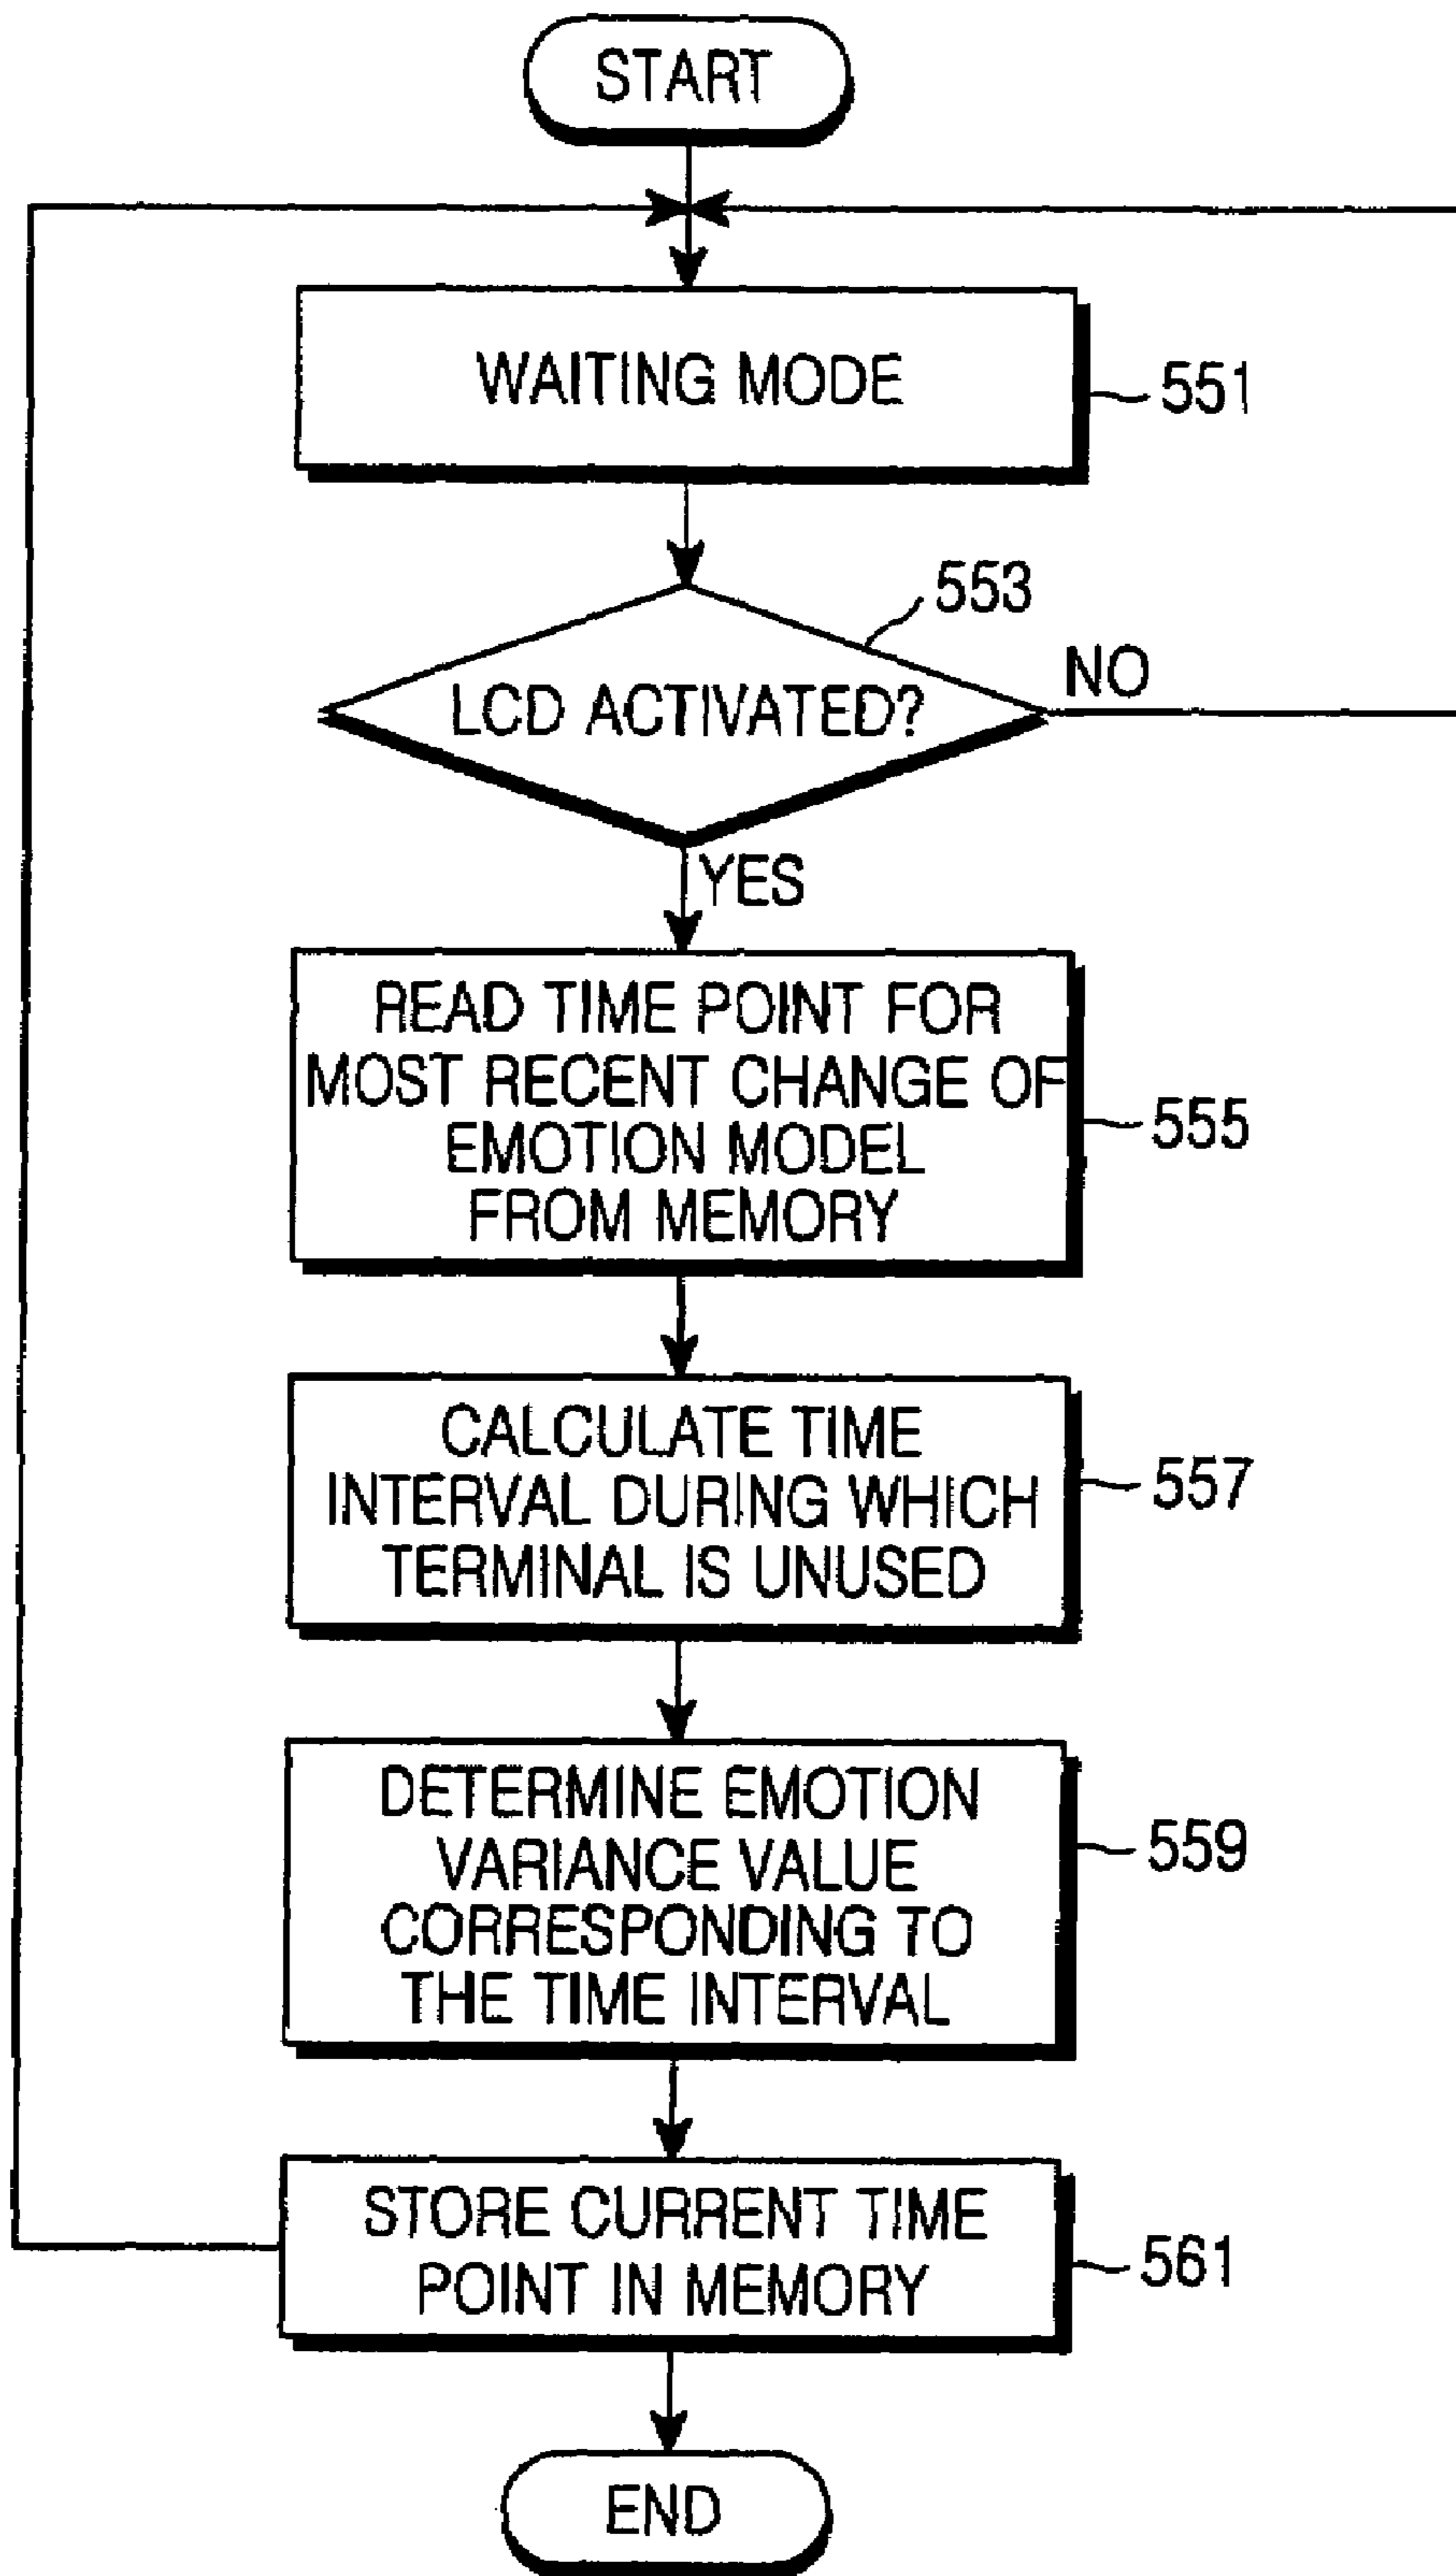 START
WAITING MODE
551
553
LCD ACTIVATED?
NO
YES
READ TIME POINT FOR
MOST RECENT CHANGE OF
EMOTION MODEL
FROM MEMORY
555
CALCULATE TIME
INTERVAL DURING WHICH
TERMINAL IS UNUSED
557
DETERMINE EMOTION
VARIANCE VALUE
CORRESPONDING TO
THE TIME INTERVAL
559
STORE CURRENT TIME
POINT IN MEMORY
561
END